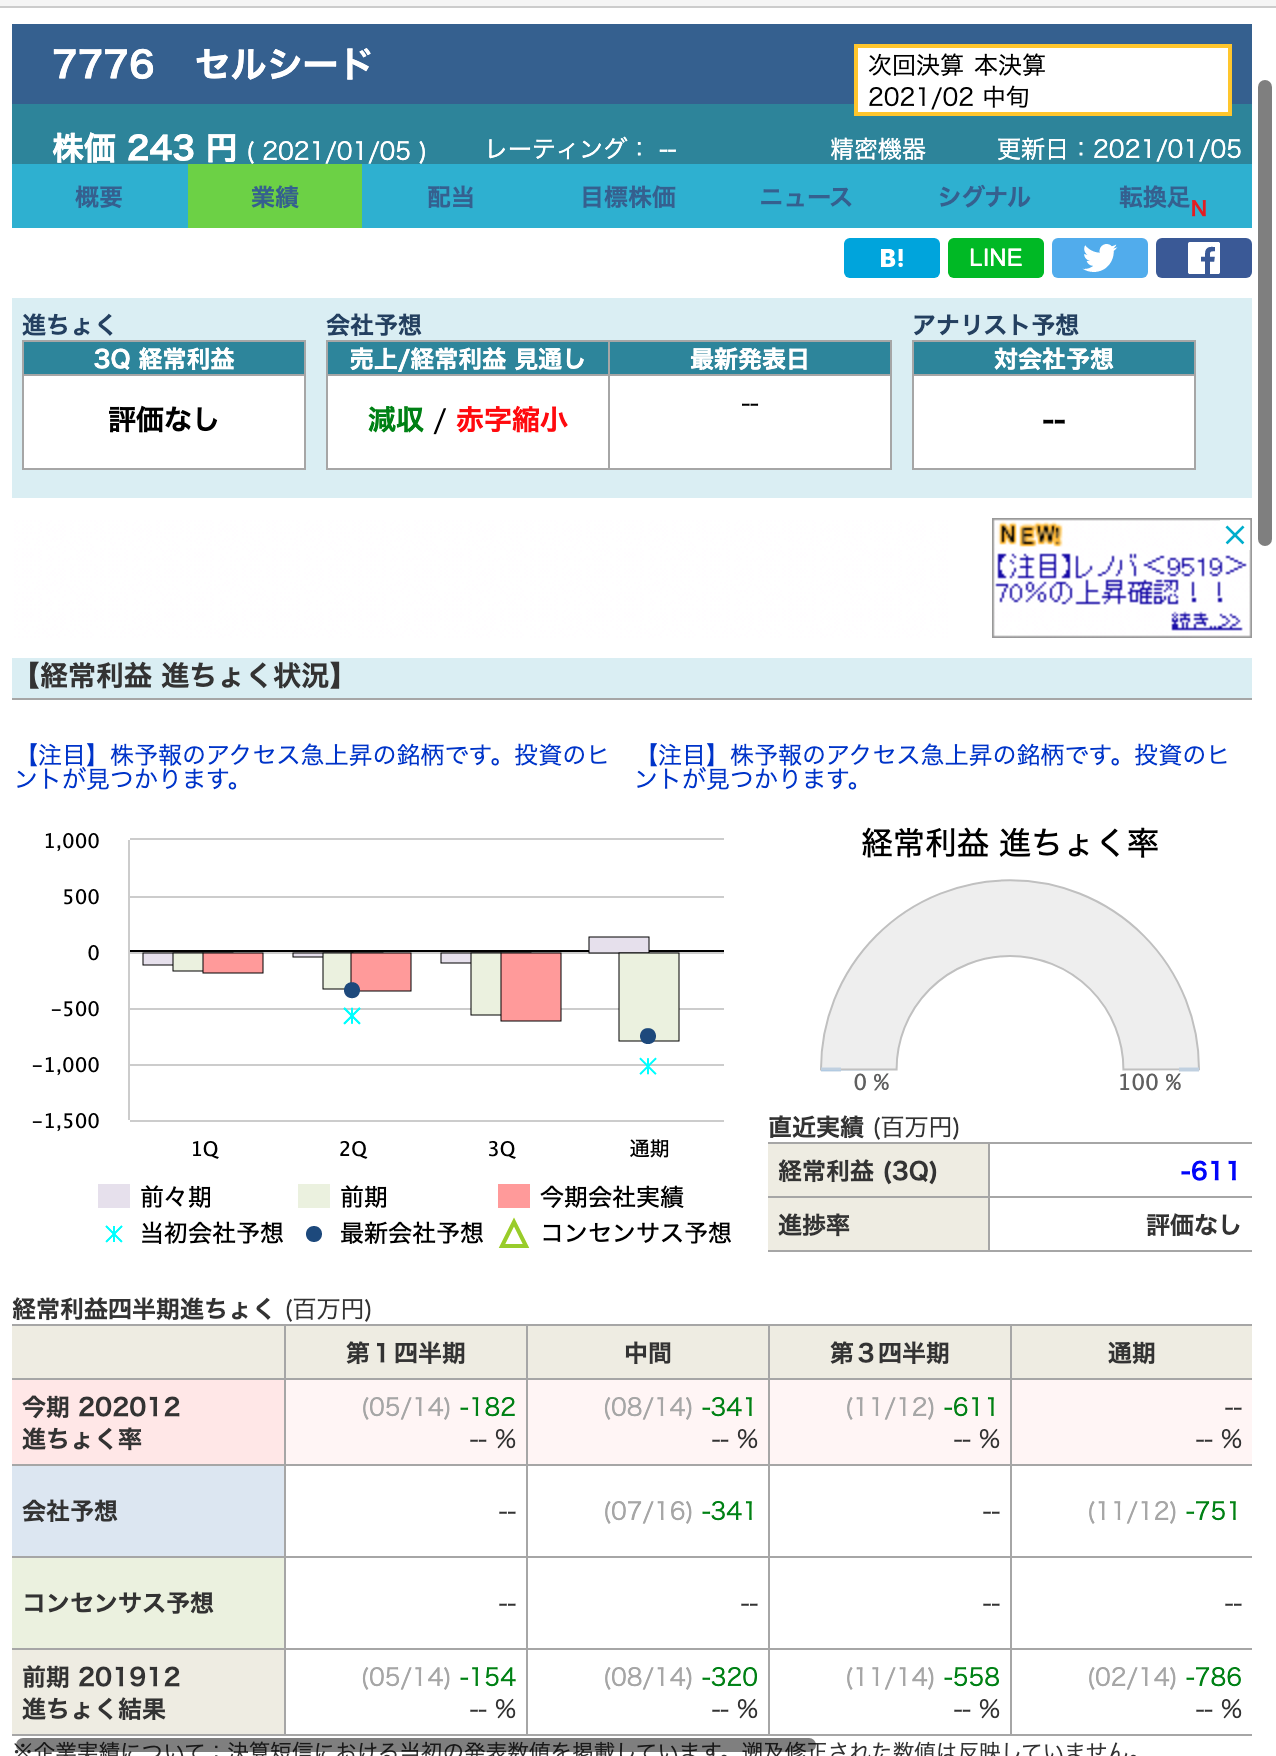 7776　セルシード
次回決算 本決算
2021/02 中旬
株価 243 円 ( 2021/01/05 )
レーティング： --
精密機器
更新日：2021/01/05
概要
業績
配当
目標株価
ニュース
シグナル
転換足N
B!
LINE
進ちょく
3Q 経常利益
評価なし
会社予想
売上/経常利益 見通し
最新発表日
減収 / 赤字縮小
--
アナリスト予想
対会社予想
--
NEW!
【注目】レノバ<9519>
70%の上昇確認！！
続き..>>
【経常利益 進ちょく状況】
【注目】株予報のアクセス急上昇の銘柄です。投資のヒ
ントが見つかります。
【注目】株予報のアクセス急上昇の銘柄です。投資のヒ
ントが見つかります。
1,000
500
0
-500
-1,000
-1,500
1Q
2Q
3Q
通期
前々期
前期
今期会社実績
当初会社予想
最新会社予想
コンセンサス予想
経常利益 進ちょく率
0 %
100 %
直近実績 (百万円)
経常利益 (3Q) -611
進捗率 評価なし
経常利益四半期進ちょく (百万円)
第１四半期 中間 第３四半期 通期
今期 202012 (05/14) -182 (08/14) -341 (11/12) -611 --
進ちょく率 -- % -- % -- % -- %
会社予想 -- (07/16) -341 -- (11/12) -751
コンセンサス予想 -- -- -- --
前期 201912 (05/14) -154 (08/14) -320 (11/14) -558 (02/14) -786
進ちょく結果 -- % -- % -- % -- %
※企業実績について：決算短信における当初の発表数値を掲載しています。遡及修正された数値は反映していません。